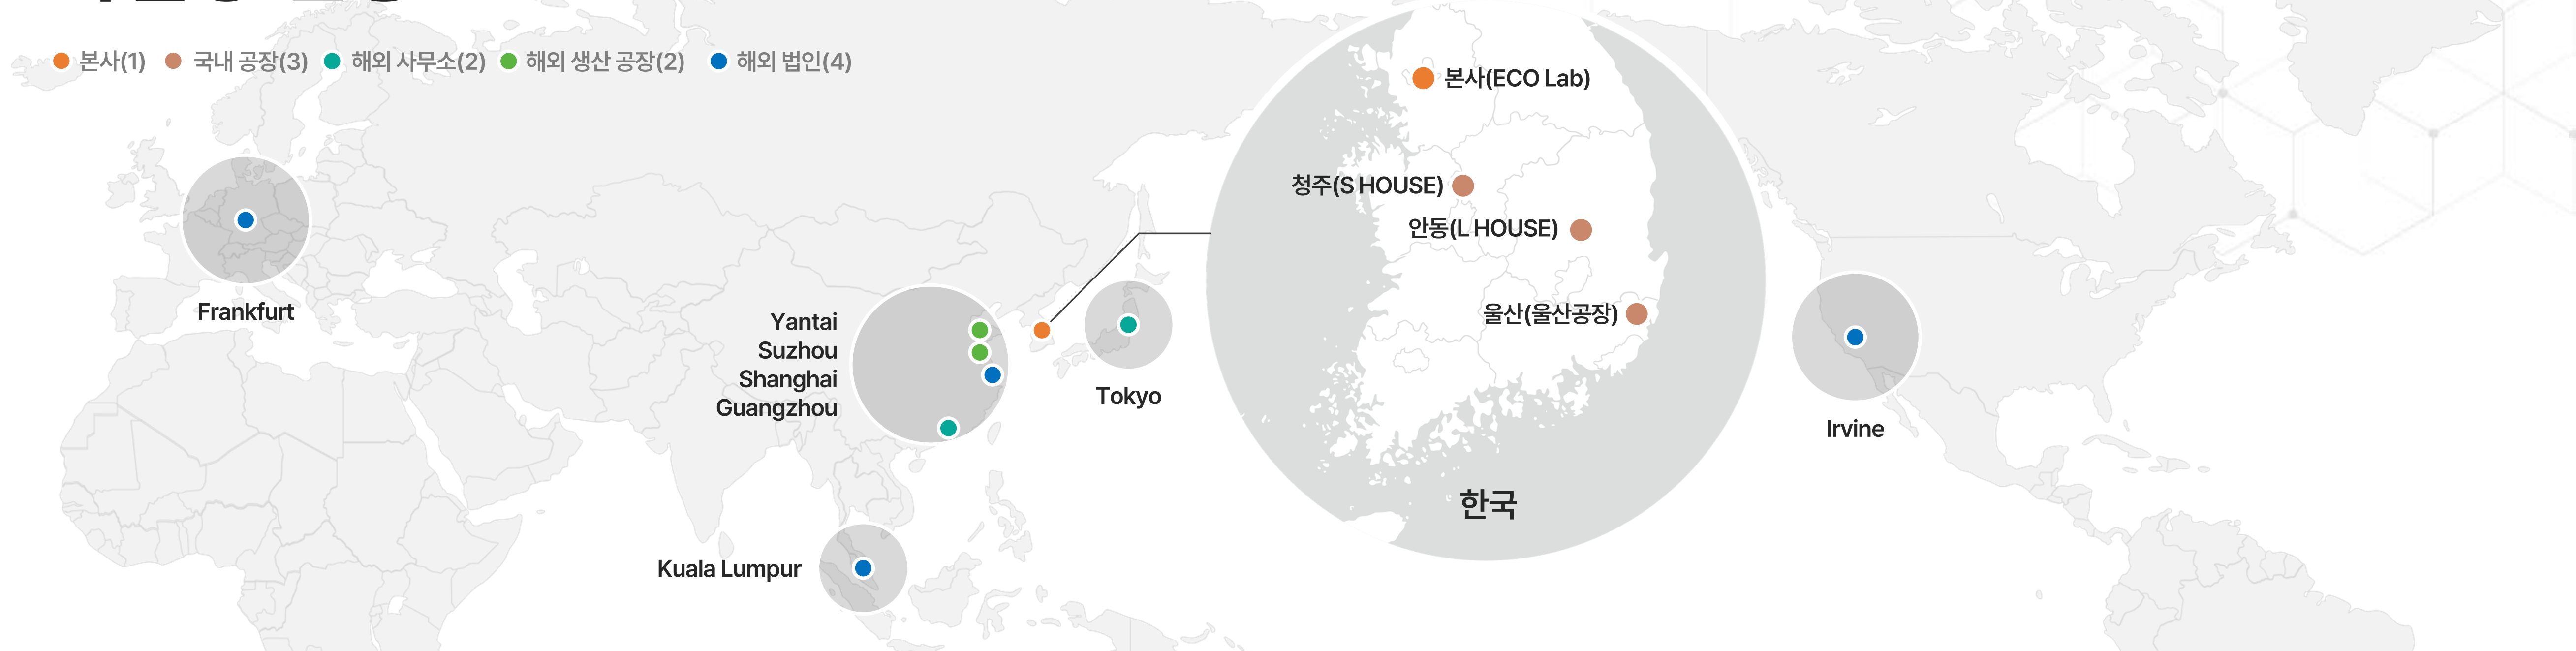 본사(1) 국내 공장(3) 해외 사무소(2) 해외 생산 공장(2) 해외 법인(4)
본사(ECO Lab)
청주(S HOUSE)
안동(L HOUSE)
울산(울산공장)
한국
Frankfurt
Yantai
Suzhou
Shanghai
Guangzhou
Tokyo
Kuala Lumpur
Irvine